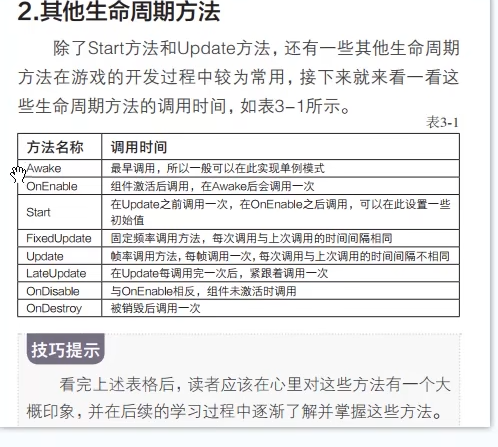 2.其他生命周期方法
除了Start方法和Update方法，还有一些其他生命周期
方法在游戏的开发过程中较为常用，接下来就来看一看这
些生命周期方法的调用时间，如表3-1所示。
表3-1
方法名称 调用时间
Awake 最早调用，所以一般可以在此实现单例模式
OnEnable 组件激活后调用，在Awake后会调用一次
Start 在Update之前调用一次，在OnEnable之后调用，可以在此设置一些
初始值
FixedUpdate 固定频率调用方法，每次调用与上次调用的时间间隔相同
Update 帧率调用方法，每帧调用一次，每次调用与上次调用的时间间隔不相同
LateUpdate 在Update每调用完一次后，紧跟着调用一次
OnDisable 与OnEnable相反，组件未激活时调用
OnDestroy 被销毁后调用一次
技巧提示
看完上述表格后，读者应该在心里对这些方法有一个大
概印象，并在后续的学习过程中逐渐了解并掌握这些方法。